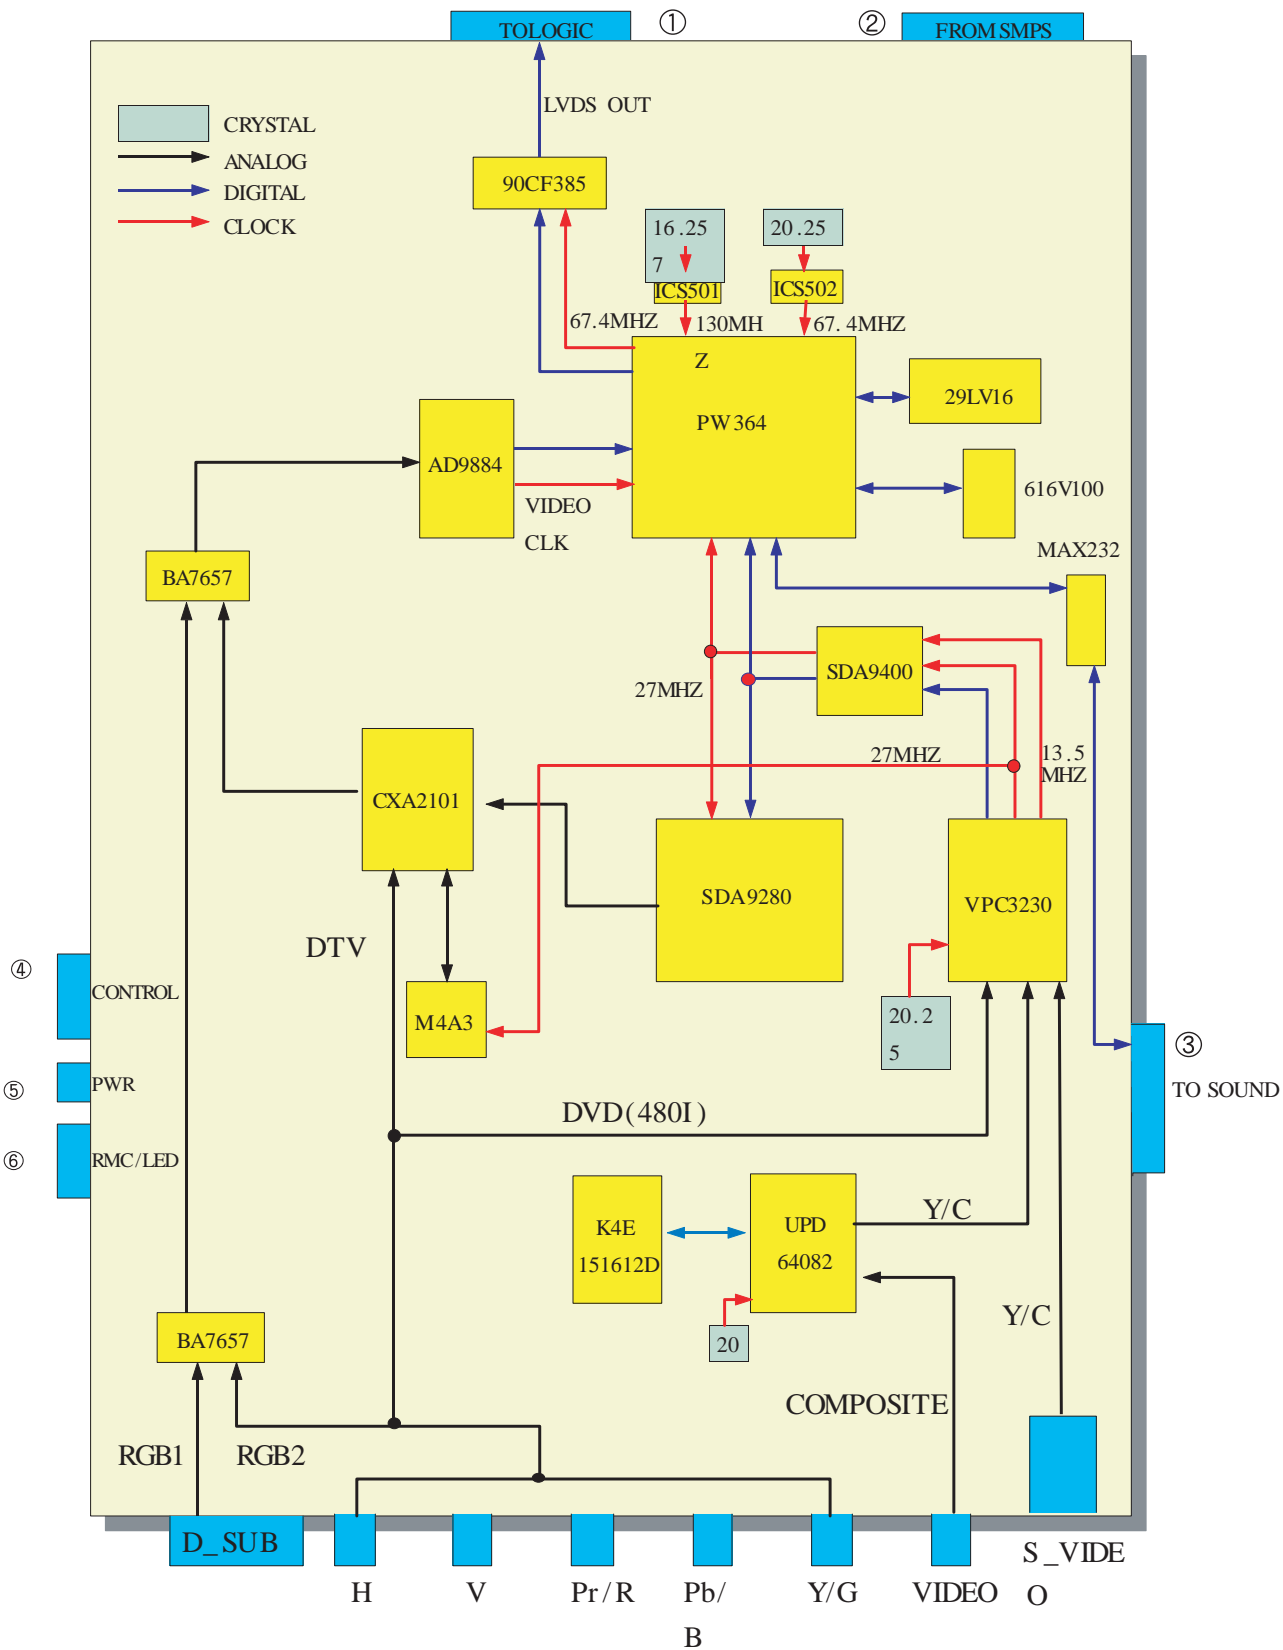 TOLOGIC
①
②
FROM SMPS
LVDS OUT
CRYSTAL
ANALOG
DIGITAL
CLOCK
90CF385
16.25
7
20.25
ICS501
ICS502
67.4MHZ
130MH
Z
67.4MHZ
29LV16
PW364
AD9884
616V100
VIDEO
CLK
MAX232
BA7657
SDA9400
27MHZ
27MHZ
13.5
MHZ
CXA2101
SDA9280
VPC3230
DTV
④
CONTROL
M4A3
20.2
5
③
TO SOUND
⑤
PWR
DVD(480I)
⑥
RMC/LED
K4E
151612D
UPD
64082
Y/C
Y/C
BA7657
20
COMPOSITE
RGB1
RGB2
D_SUB
H
V
Pr/R
Pb/
B
Y/G
VIDEO
S_VIDE
O